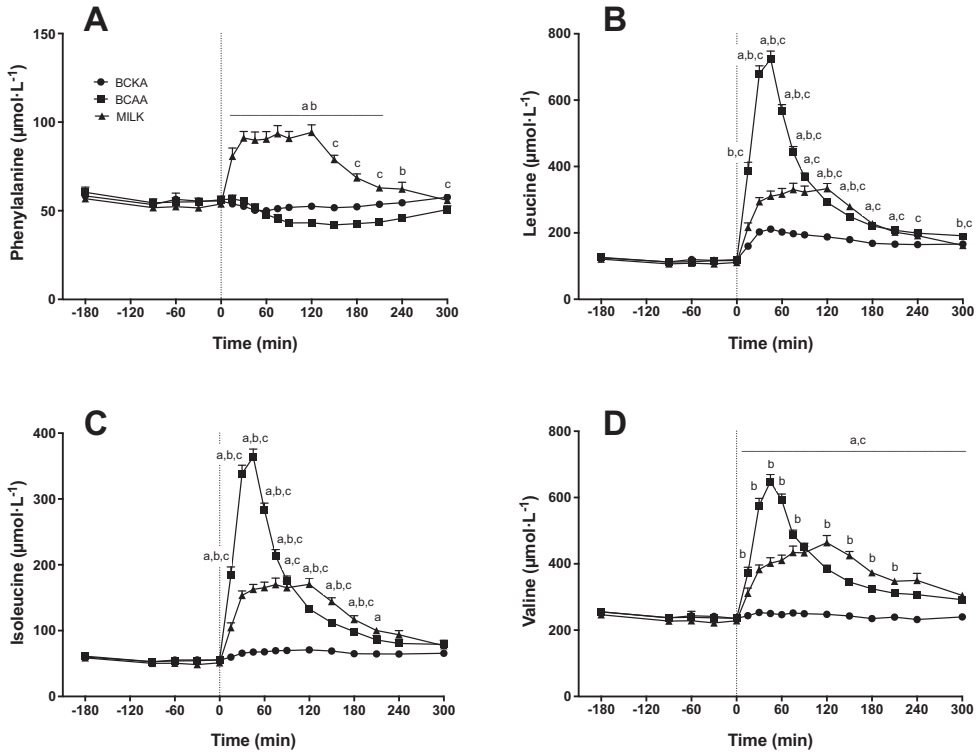 A
Phenylalanine (µmol·L-1)
150
100
50
0
BCKA
BCAA
MILK
a b
c
c
c
b
c
-180 -120 -60 0 60 120 180 240 300
Time (min)
B
Leucine (µmol·L-1)
800
600
400
200
0
b,c
a,b,c
a,b,c
a,b,c
a,b,c
a,c
a,b,c
a,b,c
a,c
a,c
c
b,c
-180 -120 -60 0 60 120 180 240 300
Time (min)
C
Isoleucine (µmol·L-1)
400
300
200
100
0
a,b,c
a,b,c
a,b,c
a,b,c
a,b,c
a,c
a,b,c
a,b,c
a,b,c
a
-180 -120 -60 0 60 120 180 240 300
Time (min)
D
Valine (µmol·L-1)
800
600
400
200
0
a,c
b
b
b
b
b
b
b
b
b
-180 -120 -60 0 60 120 180 240 300
Time (min)